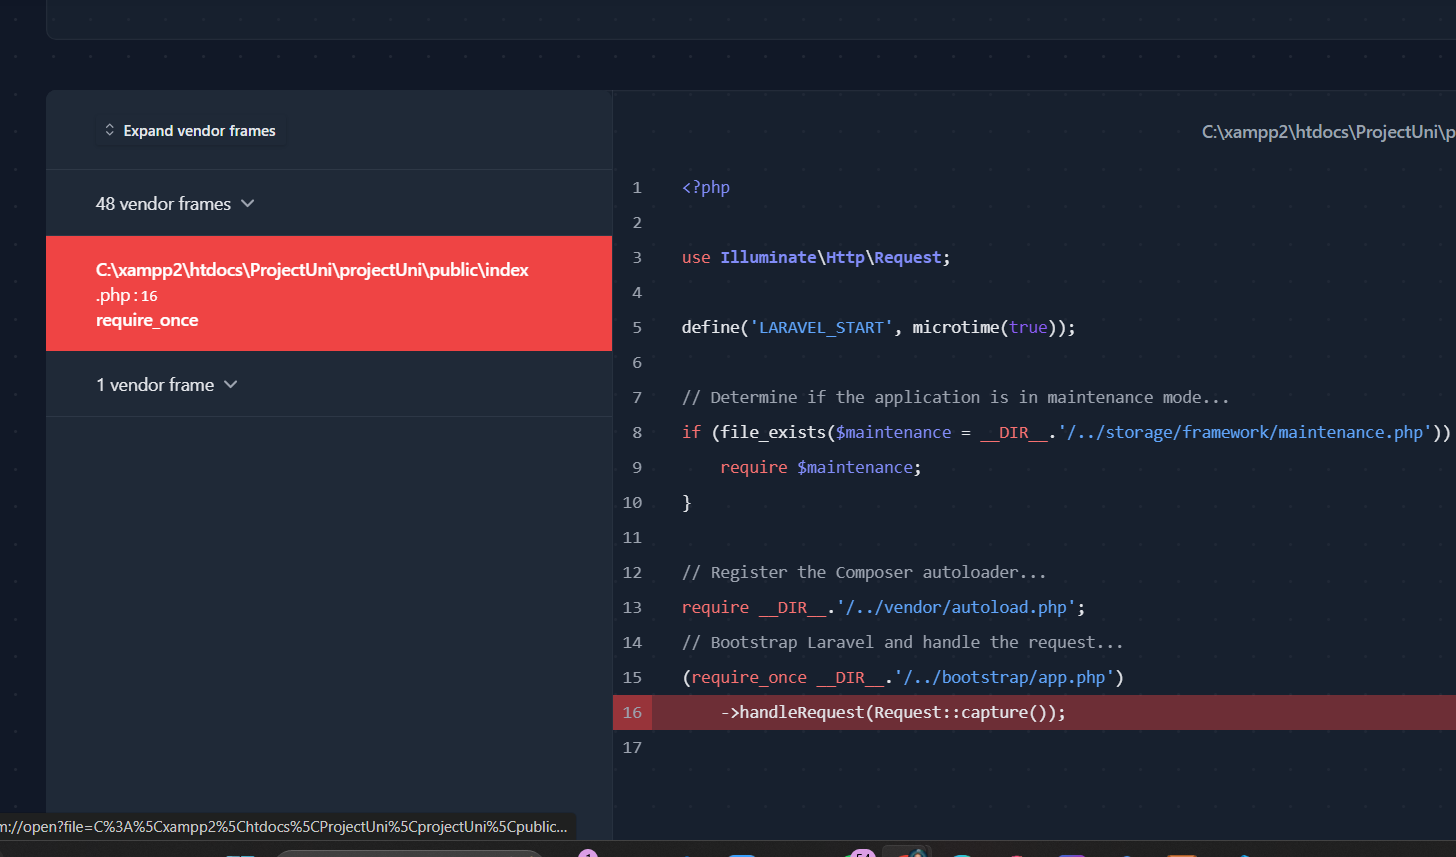 Expand vendor frames
48 vendor frames
C:\xampp2\htdocs\ProjectUni\projectUni\public\index
.php : 16
require_once
1 vendor frame
C:\xampp2\htdocs\ProjectUni\p
1 <?php
2
3 use Illuminate\Http\Request;
4
5 define('LARAVEL_START', microtime(true));
6
7 // Determine if the application is in maintenance mode...
8 if (file_exists($maintenance = __DIR__.'/../storage/framework/maintenance.php'))
9     require $maintenance;
10 }
11
12 // Register the Composer autoloader...
13 require __DIR__.'/../vendor/autoload.php';
14 // Bootstrap Laravel and handle the request...
15 (require_once __DIR__.'/../bootstrap/app.php')
16     ->handleRequest(Request::capture());
17
m://open?file=C%3A%5Cxampp2%5Chtdocs%5CProjectUni%5CprojectUni%5Cpublic...